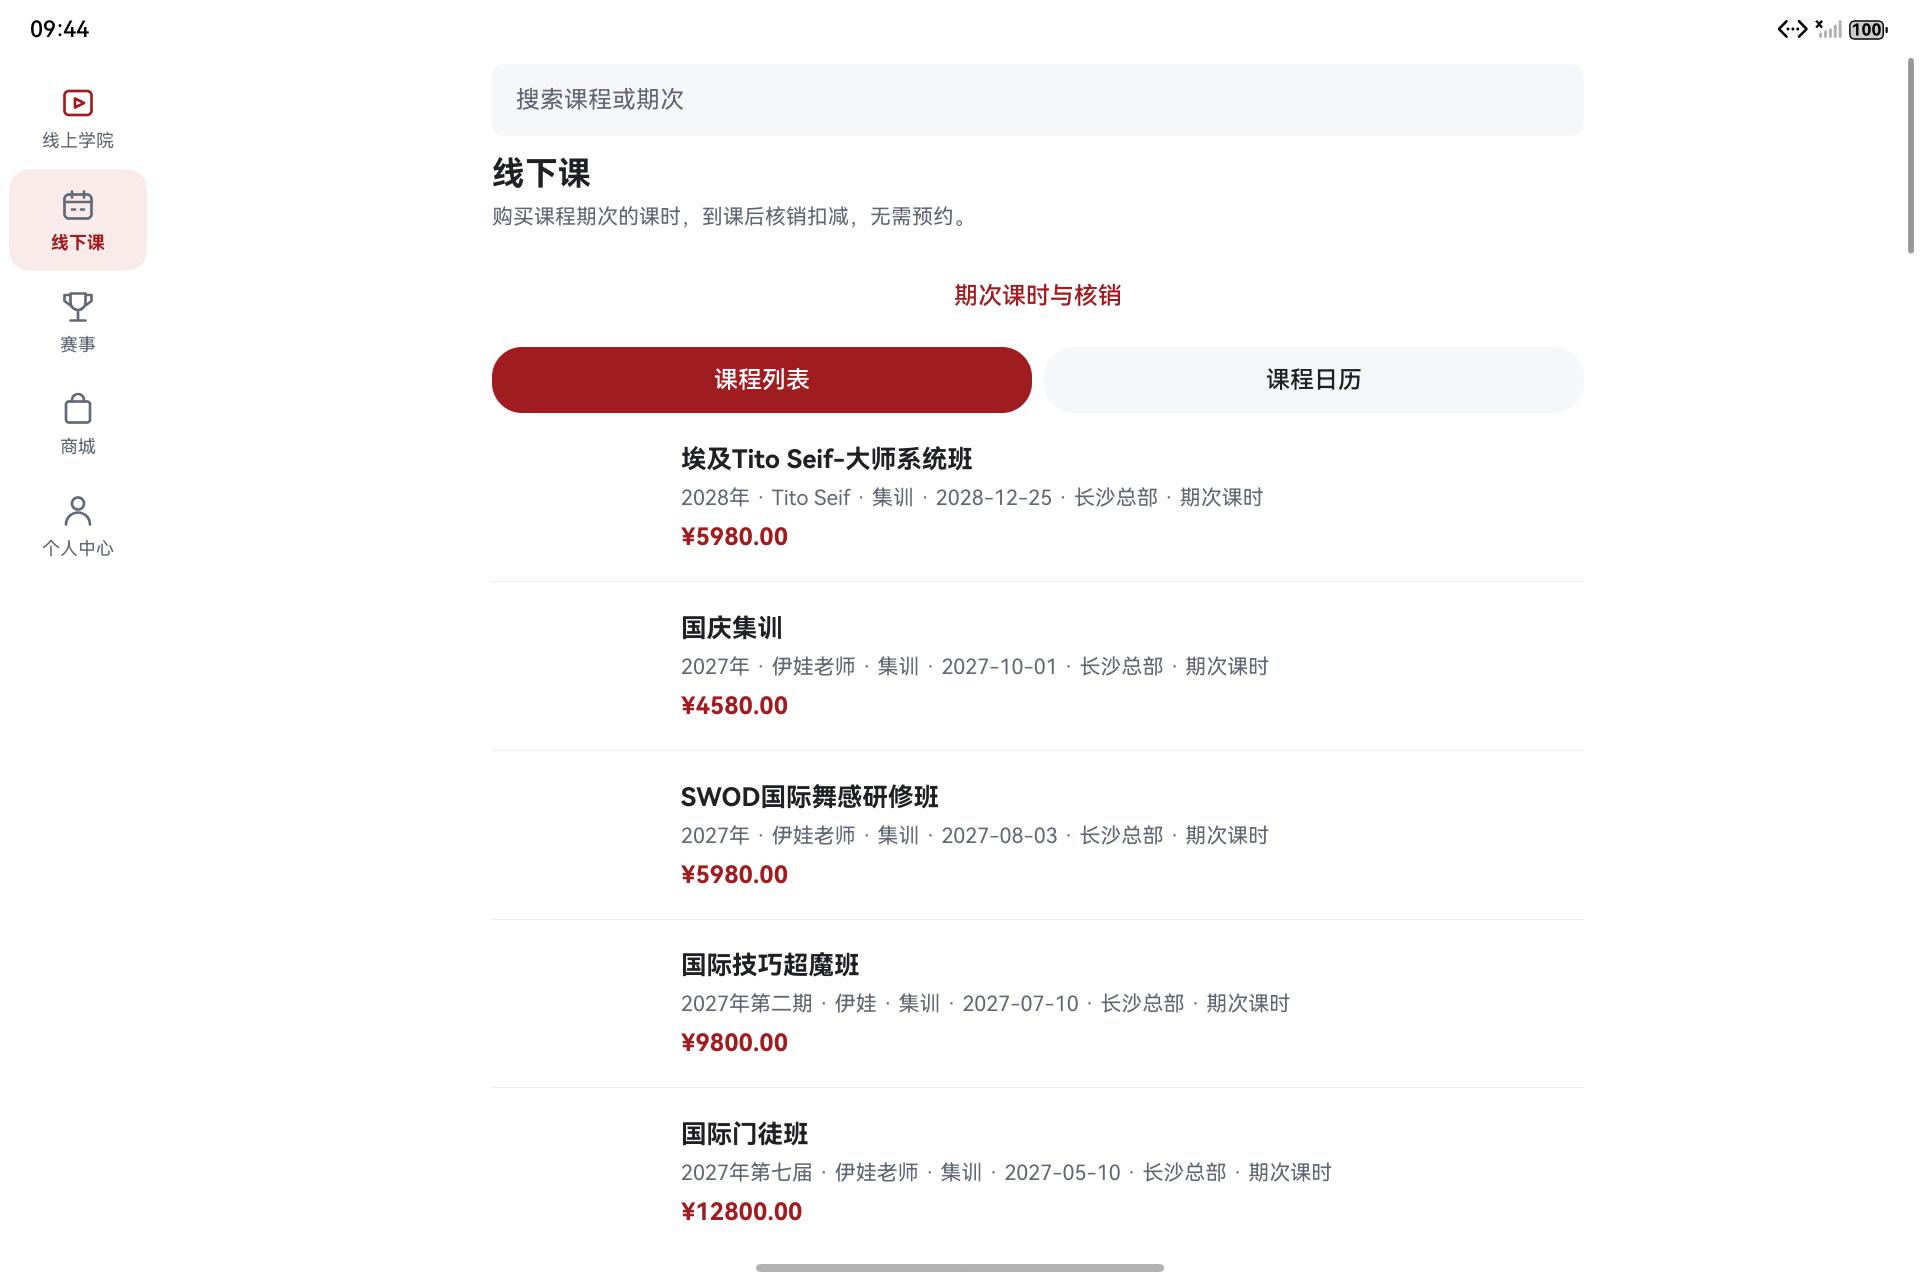 09:44
100
线上学院
线下课
赛事
商城
个人中心
搜索课程或期次
线下课
购买课程期次的课时，到课后核销扣减，无需预约。
期次课时与核销
课程列表
课程日历
埃及Tito Seif-大师系统班
2028年 · Tito Seif · 集训 · 2028-12-25 · 长沙总部 · 期次课时
¥5980.00
国庆集训
2027年 · 伊娃老师 · 集训 · 2027-10-01 · 长沙总部 · 期次课时
¥4580.00
SWOD国际舞感研修班
2027年 · 伊娃老师 · 集训 · 2027-08-03 · 长沙总部 · 期次课时
¥5980.00
国际技巧超魔班
2027年第二期 · 伊娃 · 集训 · 2027-07-10 · 长沙总部 · 期次课时
¥9800.00
国际门徒班
2027年第七届 · 伊娃老师 · 集训 · 2027-05-10 · 长沙总部 · 期次课时
¥12800.00